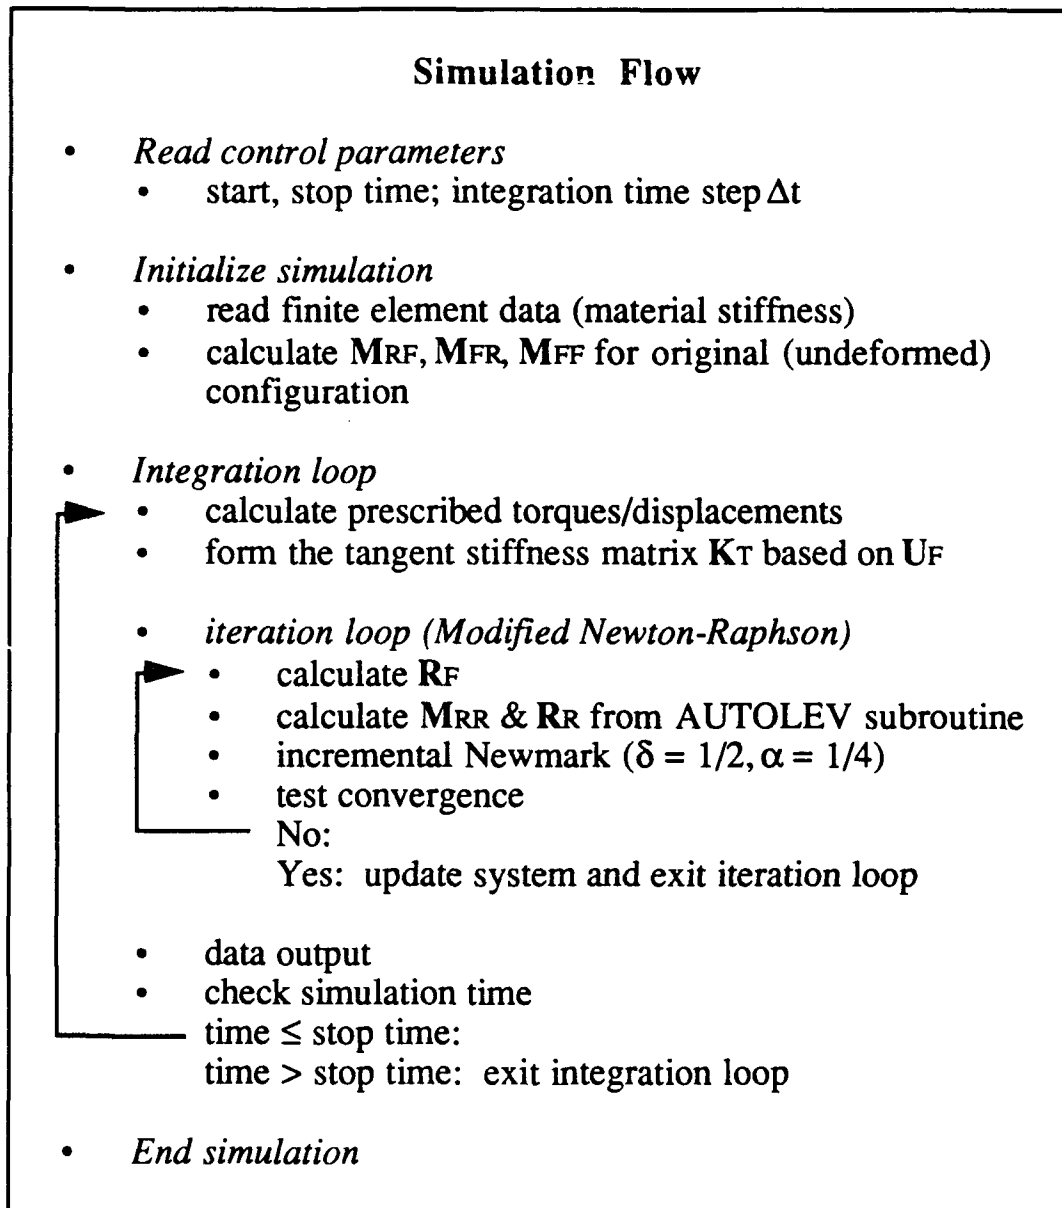 Simulation Flow
• Read control parameters
• start, stop time; integration time step Δt
• Initialize simulation
• read finite element data (material stiffness)
• calculate MRF, MFR, MFF for original (undeformed)
configuration
• Integration loop
• calculate prescribed torques/displacements
• form the tangent stiffness matrix KT based on UF
• iteration loop (Modified Newton-Raphson)
• calculate RF
• calculate MRR & RR from AUTOLEV subroutine
• incremental Newmark (δ = 1/2, α = 1/4)
• test convergence
No:
Yes: update system and exit iteration loop
• data output
• check simulation time
time ≤ stop time:
time > stop time: exit integration loop
• End simulation